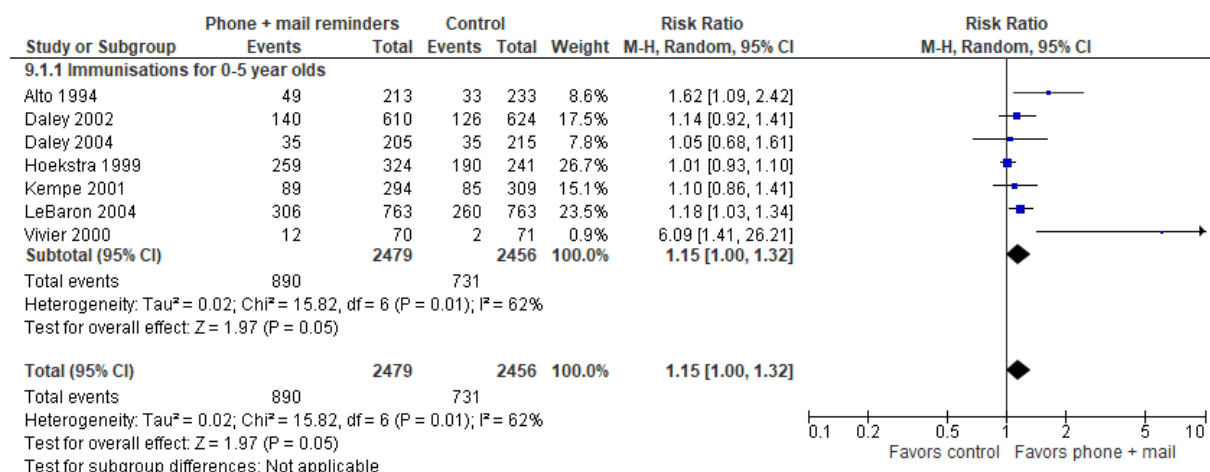 Phone + mail reminders Control Risk Ratio Risk Ratio
Study or Subgroup Events Total Events Total Weight M-H, Random, 95% CI M-H, Random, 95% CI
9.1.1 Immunisations for 0-5 year olds
Alto 1994 49 213 33 233 8.6% 1.62 [1.09, 2.42]
Daley 2002 140 610 126 624 17.5% 1.14 [0.92, 1.41]
Daley 2004 35 205 35 215 7.8% 1.05 [0.68, 1.61]
Hoekstra 1999 259 324 190 241 26.7% 1.01 [0.93, 1.10]
Kempe 2001 89 294 85 309 15.1% 1.10 [0.86, 1.41]
LeBaron 2004 306 763 260 763 23.5% 1.18 [1.03, 1.34]
Vivier 2000 12 70 2 71 0.9% 6.09 [1.41, 26.21]
Subtotal (95% CI) 2479 2456 100.0% 1.15 [1.00, 1.32]
Total events 890 731
Heterogeneity: Tau² = 0.02; Chi² = 15.82, df = 6 (P = 0.01); I² = 62%
Test for overall effect: Z = 1.97 (P = 0.05)
Total (95% CI) 2479 2456 100.0% 1.15 [1.00, 1.32]
Total events 890 731
Heterogeneity: Tau² = 0.02; Chi² = 15.82, df = 6 (P = 0.01); I² = 62%
Test for overall effect: Z = 1.97 (P = 0.05)
Test for subgroup differences: Not applicable
0.1 0.2 0.5 1 2 5 10
Favors control Favors phone + mail